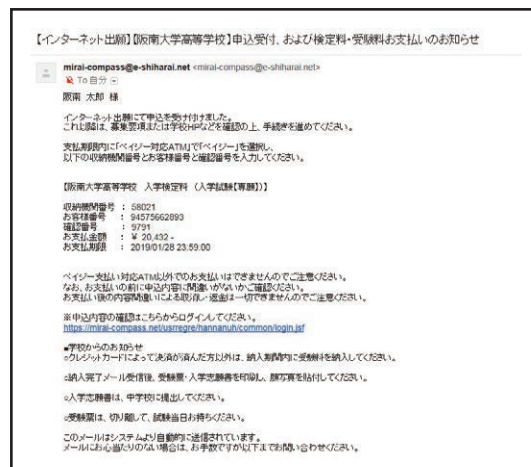 【インターネット出願】【阪南大学高等学校】申込受付、および検定料・受験料お支払いのお知らせ
mirai-compass@e-shiharai.net <mirai-compass@e-shiharai.net>
To 自分
阪南 太郎 様
インターネット出願にて申込を受け付けました。
これ以降は、募集要項または学校HPなどを確認の上、手続きを進めてください。
支払期限内に「ペイジー対応ATM」で「ペイジー」を選択し、
以下の収納機関番号とお客様番号と確認番号を入力してください。
【阪南大学高等学校 入学検定料 (入学試験【専願】)】
収納機関番号 : 58021
お客様番号 : 94575662893
確認番号 : 9791
お支払金額 : ¥ 20,432 -
お支払期限 : 2019/01/28 23:59:00
ペイジー支払い対応ATM以外でのお支払いはできませんのでご注意ください。
なお、お支払いの前に申込内容に間違いがないかご確認ください。
お支払い後の内容間違いによる取消し・返金は一切できませんのでご注意ください。
※申込内容の確認はこちらからログインしてください。
https://mirai-compass.net/usrregre/hannanuh/common/login.jsf
■学校からのお知らせ
○クレジットカードによって決済が済んだ方以外は、納入期間内に受験料を納入してください。
○納入完了メール受信後、受験票・入学志願書を印刷し、顔写真を貼付してください。
○入学志願書は、中学校に提出してください。
○受験票は、切り離して、試験当日お持ちください。
このメールはシステムより自動的に送信されています。
メールにお心当たりのない場合は、お手数ですが以下までお問い合わせください。